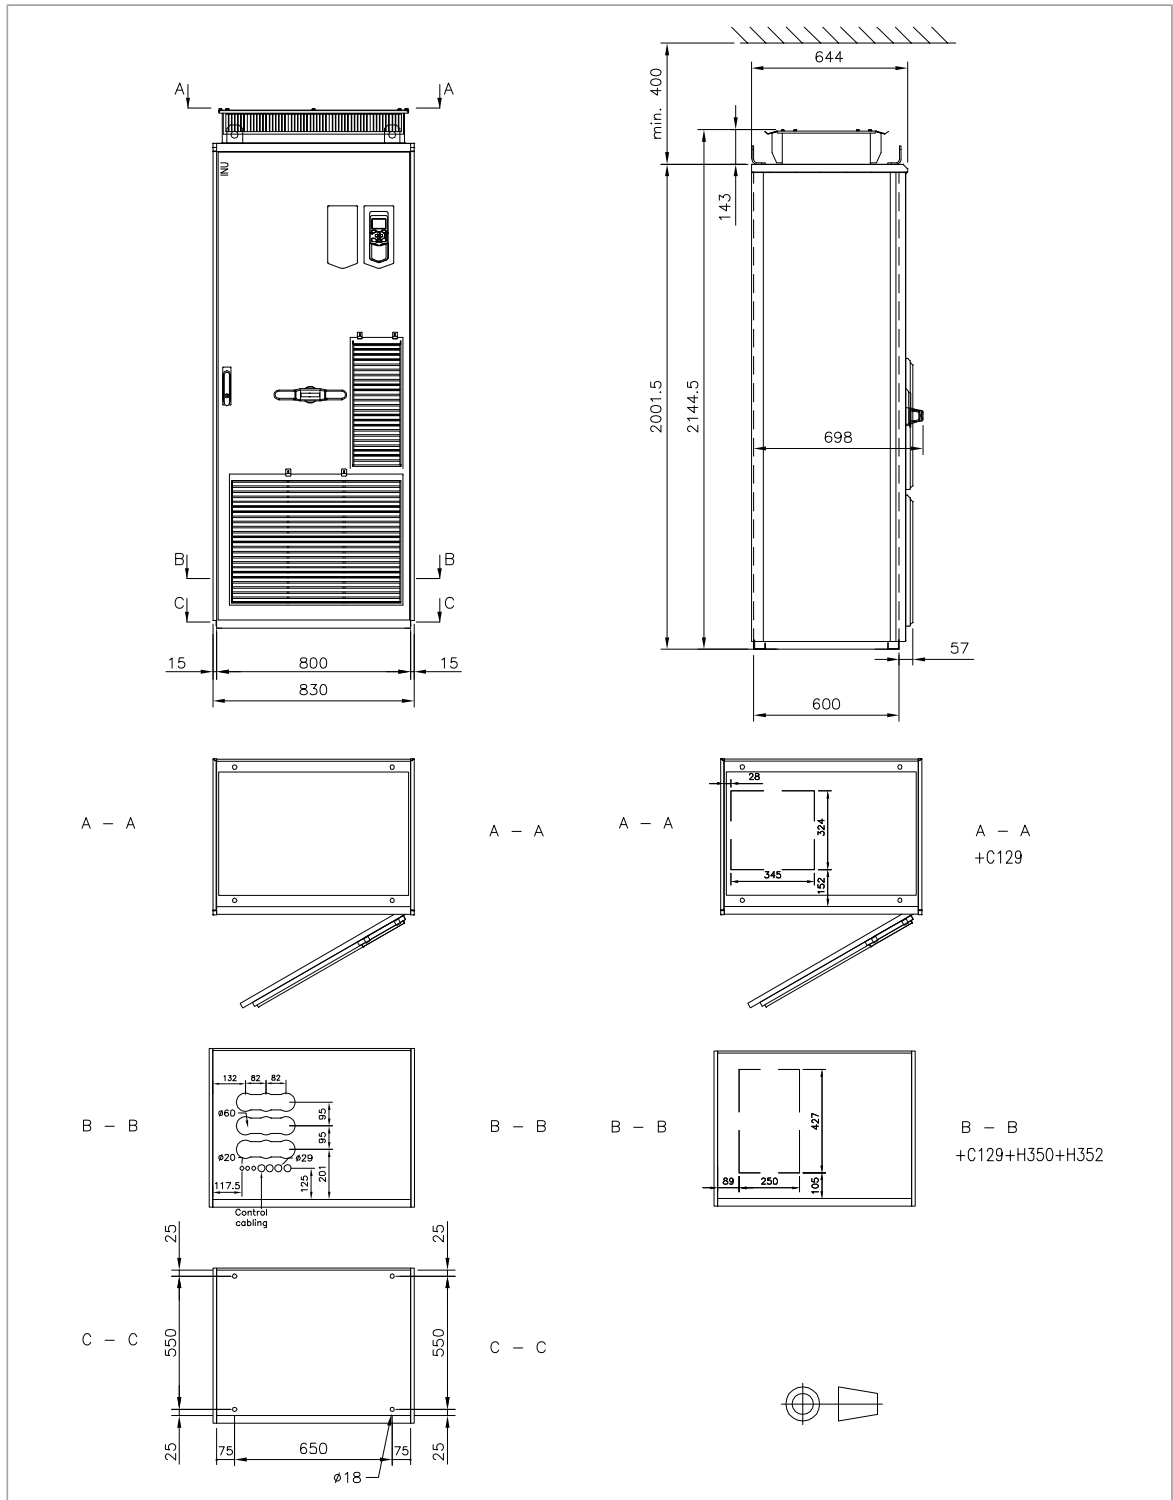 644
min. 400
A
A
143
INU
2001.5
2144.5
698
B
B
C
C
15
800
15
830
57
600
A – A
A – A
28
324
345
152
A – A
A – A
+C129
132
82
82
95
ø60
95
ø20
ø29
201
125
117.5
Control
cabling
B – B
B – B
427
89
250
105
B – B
B – B
+C129+H350+H352
25
25
C – C
550
550
C – C
25
75
650
75
25
ø18